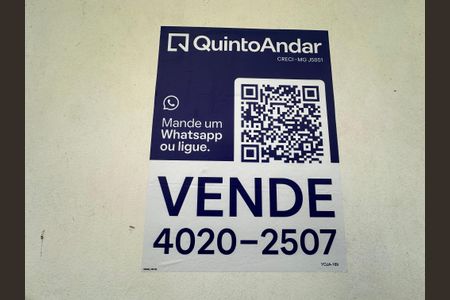 QuintoAndar
CRECI-MG J5851
Mande um
Whatsapp
ou ligue.
VENDE
4020-2507